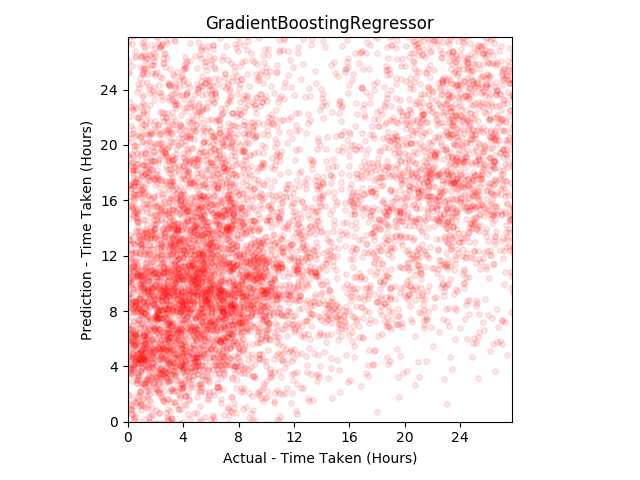 GradientBoostingRegressor
Prediction - Time Taken (Hours)
24
20
16
12
8
4
0
0 4 8 12 16 20 24
Actual - Time Taken (Hours)